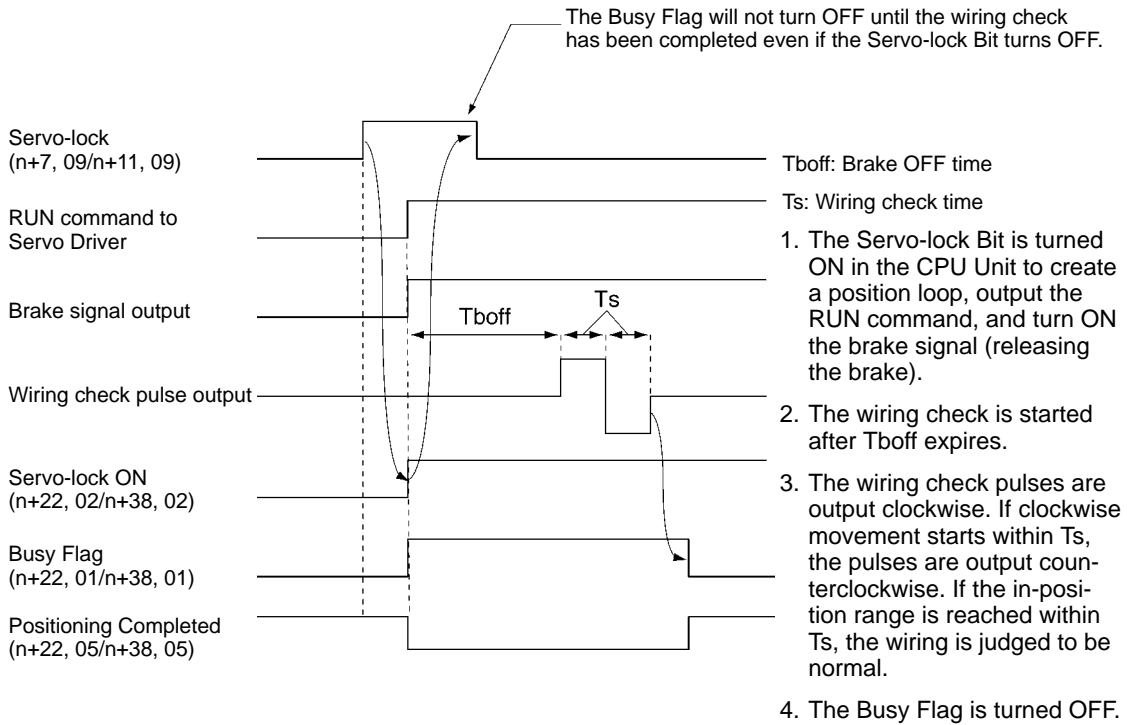 The Busy Flag will not turn OFF until the wiring check
has been completed even if the Servo-lock Bit turns OFF.
Servo-lock
(n+7, 09/n+11, 09)
RUN command to
Servo Driver
Brake signal output
Tboff
Ts
Wiring check pulse output
Servo-lock ON
(n+22, 02/n+38, 02)
Busy Flag
(n+22, 01/n+38, 01)
Positioning Completed
(n+22, 05/n+38, 05)
Tboff: Brake OFF time
Ts: Wiring check time
1. The Servo-lock Bit is turned
ON in the CPU Unit to create
a position loop, output the
RUN command, and turn ON
the brake signal (releasing
the brake).
2. The wiring check is started
after Tboff expires.
3. The wiring check pulses are
output clockwise. If clockwise
movement starts within Ts,
the pulses are output coun-
terclockwise. If the in-posi-
tion range is reached within
Ts, the wiring is judged to be
normal.
4. The Busy Flag is turned OFF.